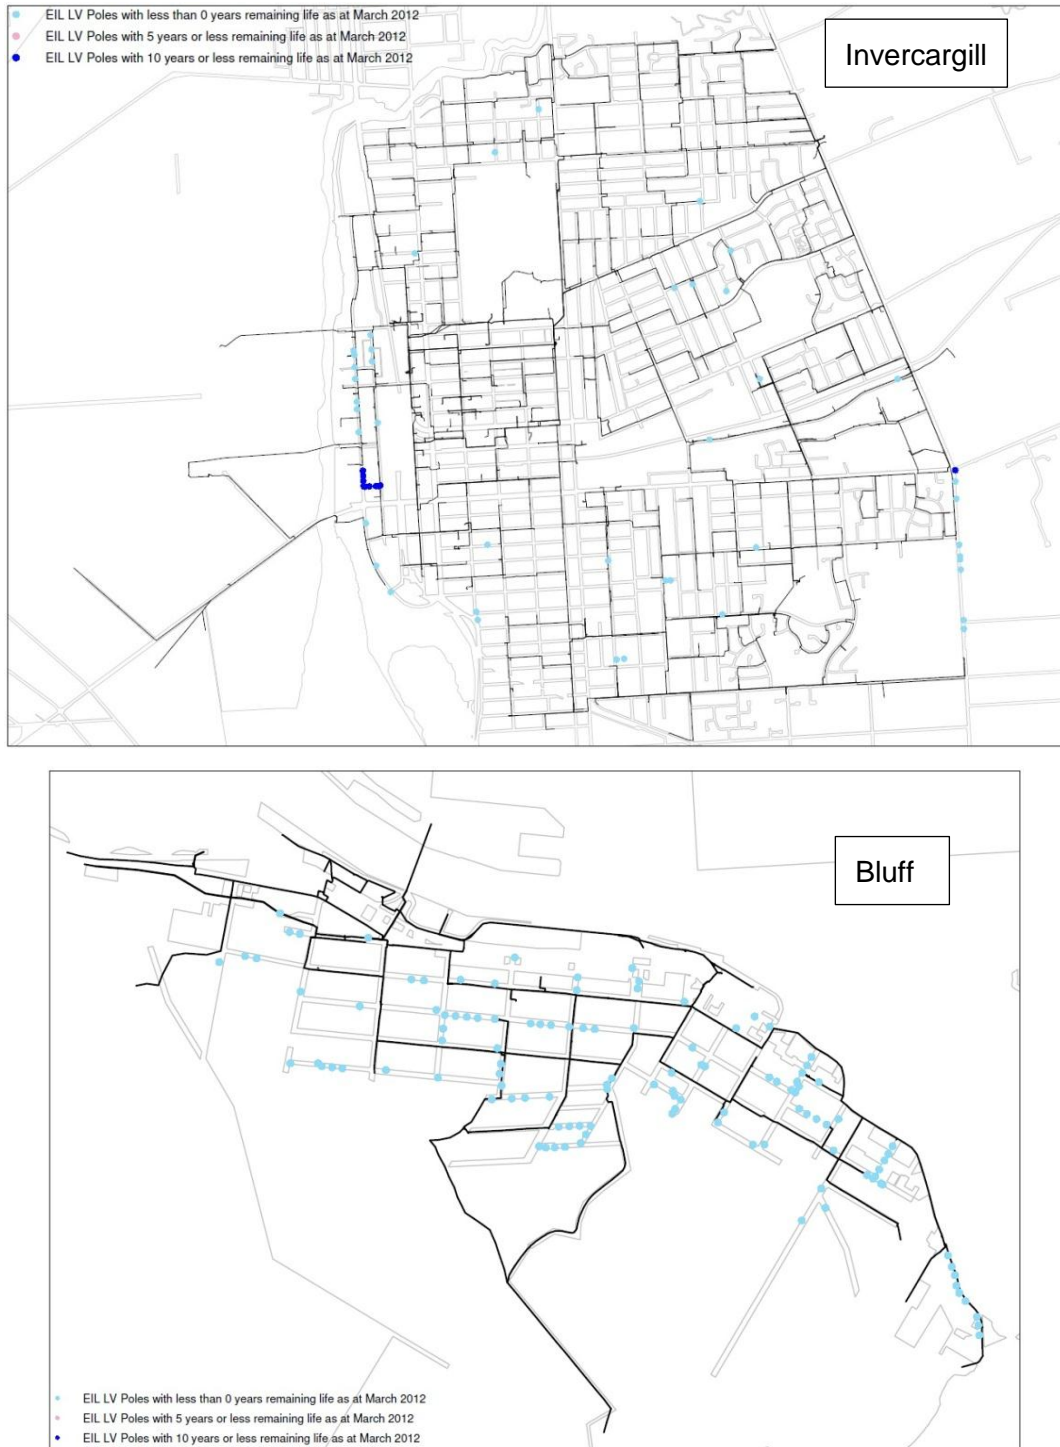 EIL LV Poles with less than 0 years remaining life as at March 2012
EIL LV Poles with 5 years or less remaining life as at March 2012
EIL LV Poles with 10 years or less remaining life as at March 2012
Invercargill
Bluff
EIL LV Poles with less than 0 years remaining life as at March 2012
EIL LV Poles with 5 years or less remaining life as at March 2012
EIL LV Poles with 10 years or less remaining life as at March 2012